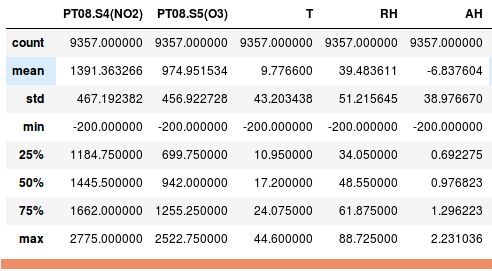 PT08.S4(NO2) PT08.S5(O3) T RH AH
count 9357.000000 9357.000000 9357.000000 9357.000000 9357.000000
mean 1391.363266 974.951534 9.776600 39.483611 -6.837604
std 467.192382 456.922728 43.203438 51.215645 38.976670
min -200.000000 -200.000000 -200.000000 -200.000000 -200.000000
25% 1184.750000 699.750000 10.950000 34.050000 0.692275
50% 1445.500000 942.000000 17.200000 48.550000 0.976823
75% 1662.000000 1255.250000 24.075000 61.875000 1.296223
max 2775.000000 2522.750000 44.600000 88.725000 2.231036